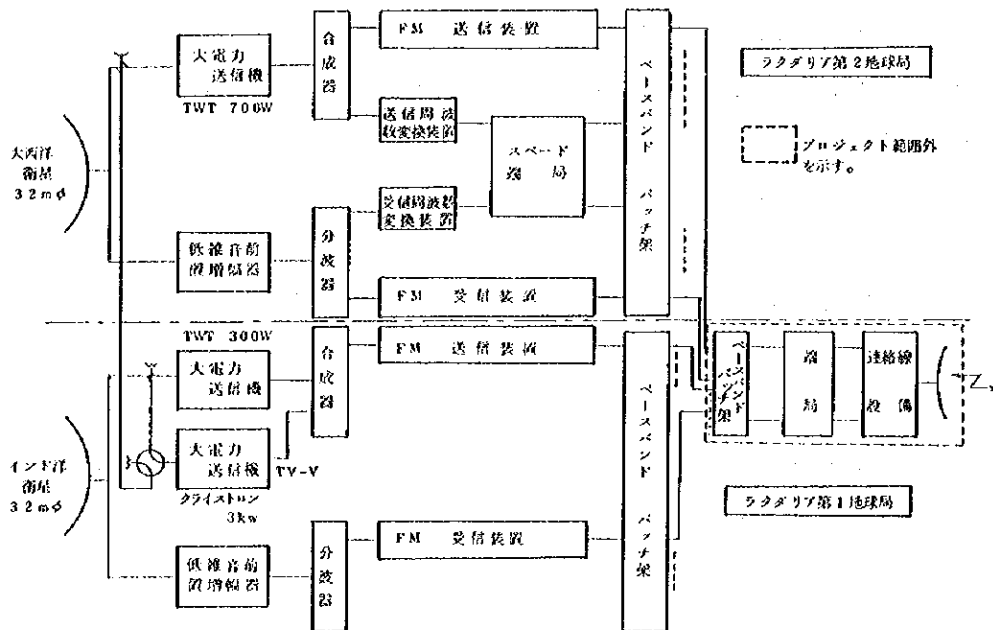 大電力
送信機
TWT 700W
合成器
FM 送信装置
送信周波
数変換装置
スペード
端局
ベースバンド パッチ架
ラクダリア第2地球局
プロジェクト範囲外
を示す。
大西洋
衛星
32mφ
受信周波数
変換装置
低雑音前
置増幅器
分波器
FM 受信装置
TWT 300W
大電力
送信機
合成器
FM 送信装置
ベースバンド パッチ架
ベースバンド
パッチ架
端局
連絡線
設備
インド洋
衛星
32mφ
大電力
送信機
TV-V
クライストロン
3kw
ラクダリア第1地球局
低雑音前
置増幅器
分波器
FM 受信装置